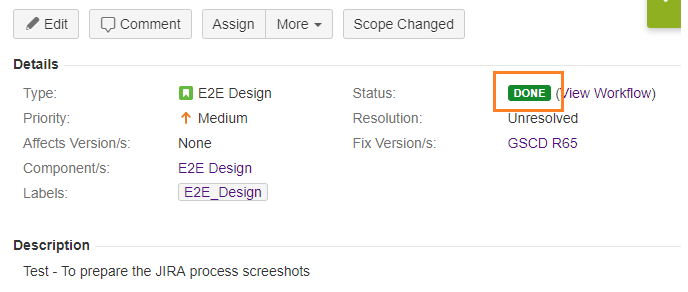 Edit Comment Assign More Scope Changed
Details
Type: E2E Design Status: DONE (View Workflow)
Priority: Medium Resolution: Unresolved
Affects Version/s: None Fix Version/s: GSCD R65
Component/s: E2E Design
Labels: E2E_Design
Description
Test - To prepare the JIRA process screeshots